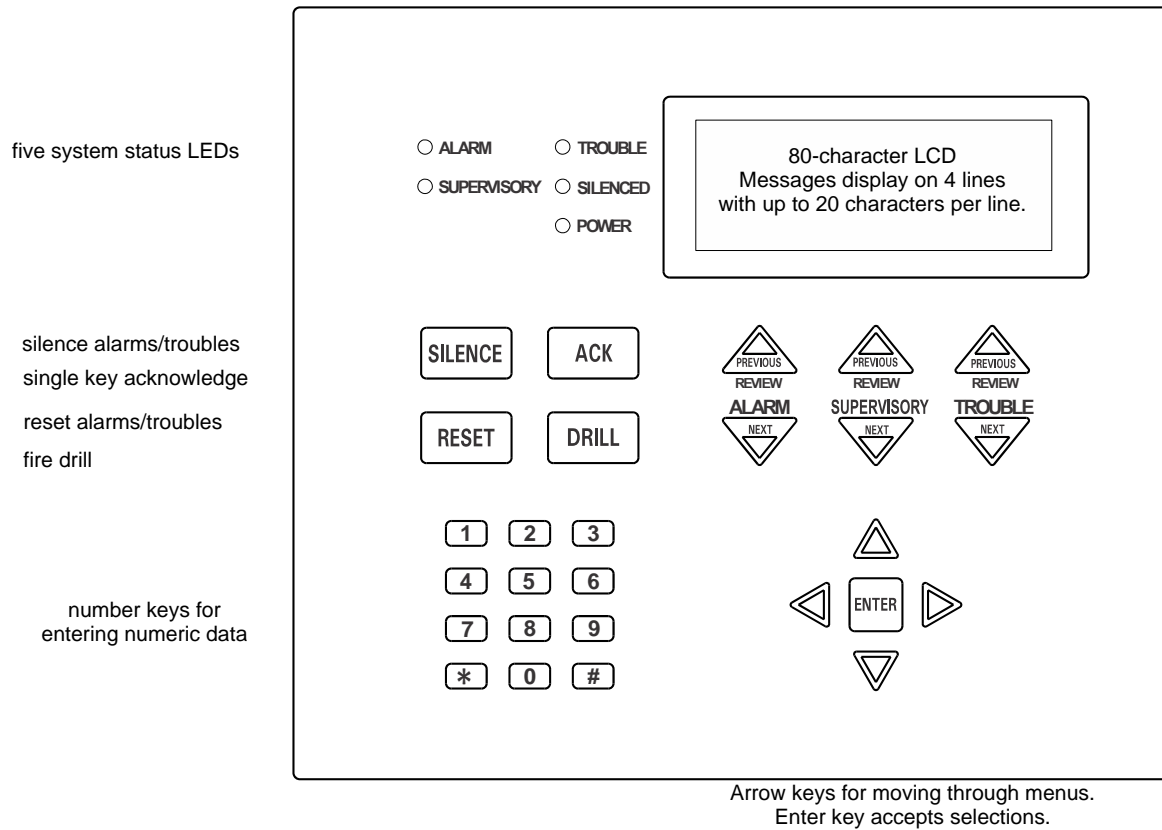 five system status LEDs
ALARM
TROUBLE
SUPERVISORY
SILENCED
POWER
80-character LCD
Messages display on 4 lines
with up to 20 characters per line.
silence alarms/troubles
single key acknowledge
reset alarms/troubles
fire drill
SILENCE
ACK
RESET
DRILL
PREVIOUS
REVIEW
ALARM
NEXT
PREVIOUS
REVIEW
SUPERVISORY
NEXT
PREVIOUS
REVIEW
TROUBLE
NEXT
number keys for
entering numeric data
1 2 3
4 5 6
7 8 9
* 0 #
ENTER
Arrow keys for moving through menus.
Enter key accepts selections.